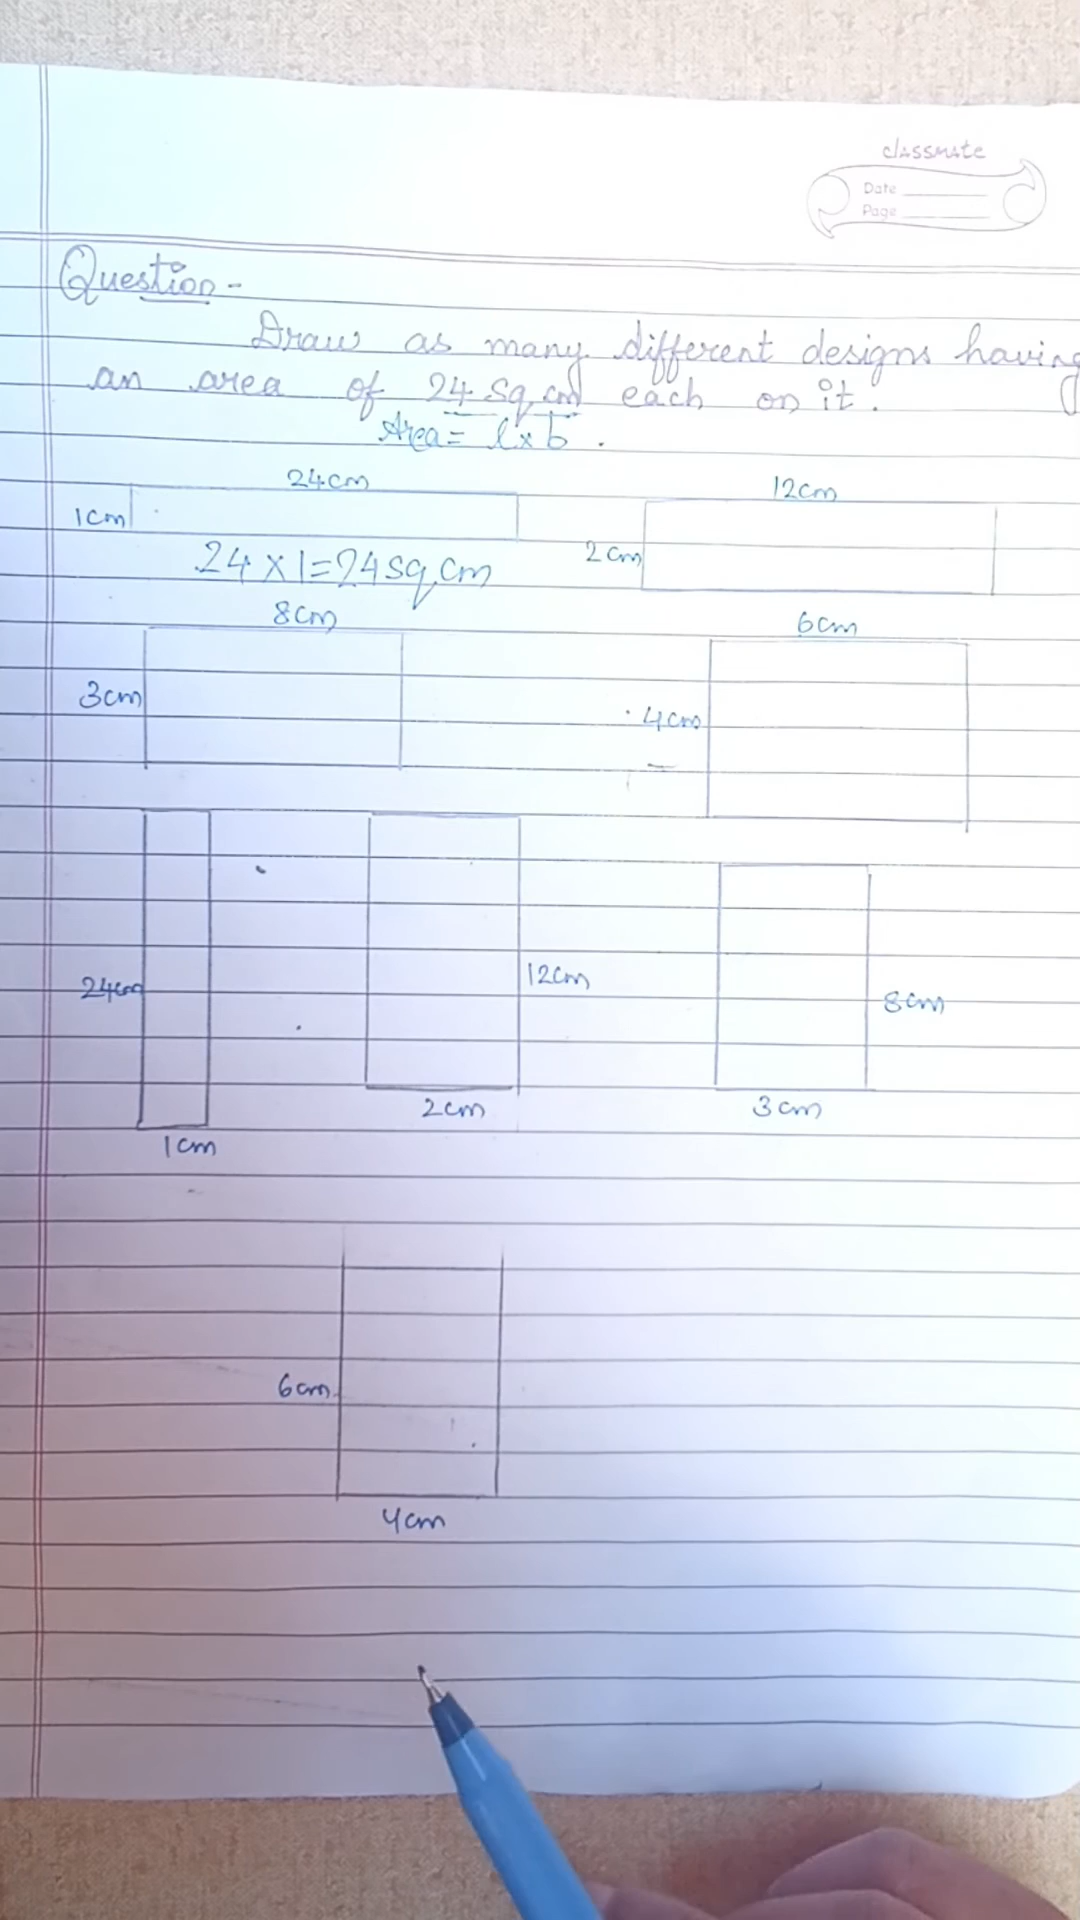 classmate
Date
Page
Question -
Draw as many different designs having
an area of 24 sq. cm each on it.
Area = l × b .
24cm
12cm
1cm
2cm
24 × 1 = 24 sq. cm
8cm
6cm
3cm
4cm
24cm
12cm
8cm
2cm
3cm
1cm
6cm
4cm